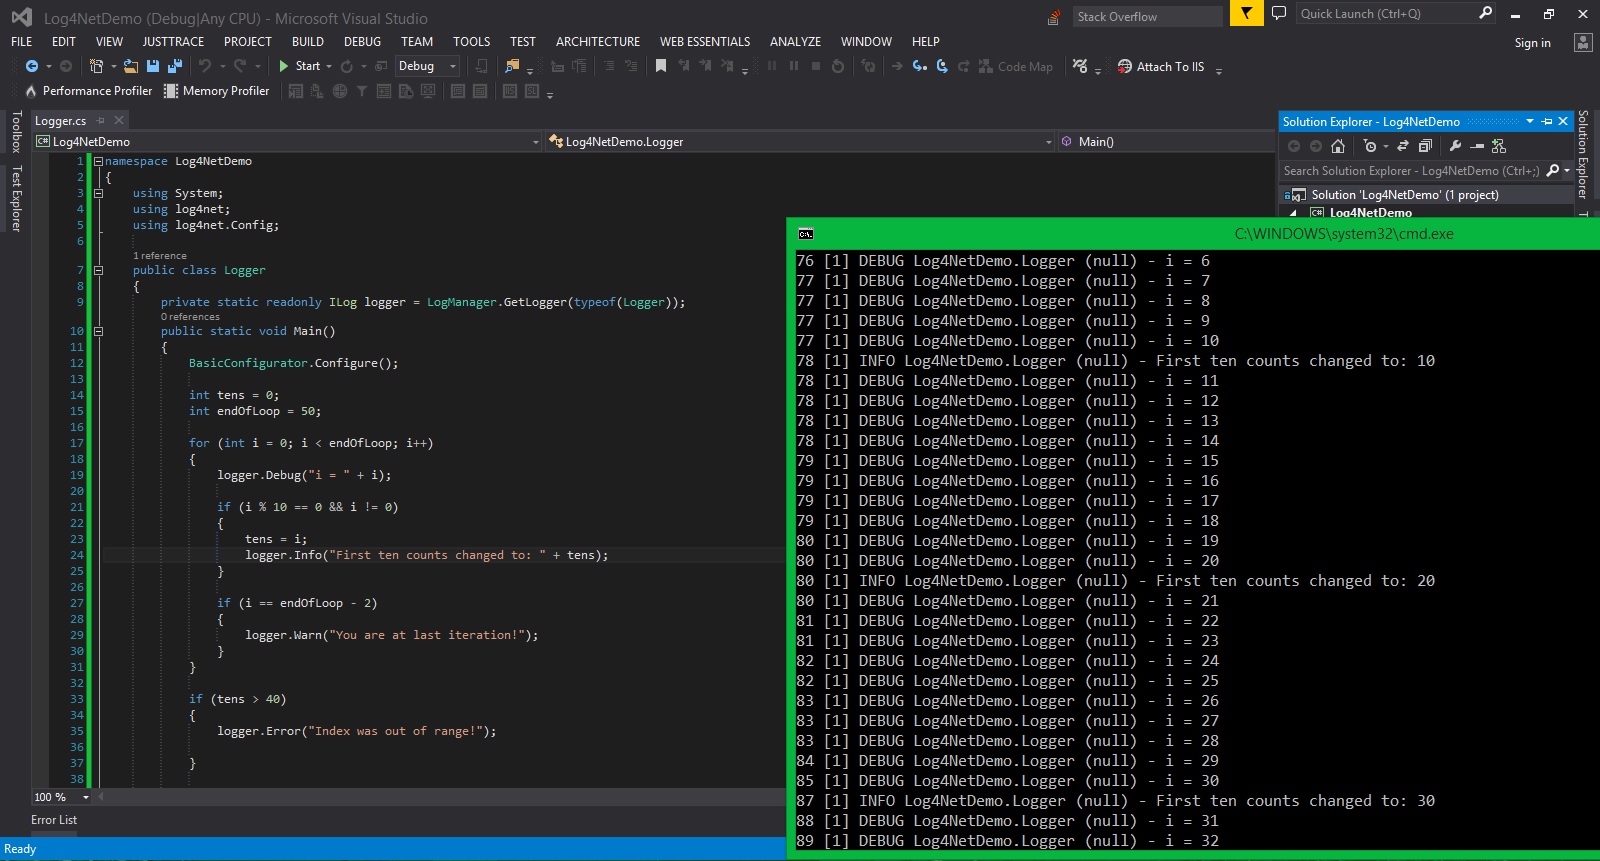 Log4NetDemo (Debug|Any CPU) - Microsoft Visual Studio
Stack Overflow
Quick Launch (Ctrl+Q)
FILE EDIT VIEW JUSTTRACE PROJECT BUILD DEBUG TEAM TOOLS TEST ARCHITECTURE WEB ESSENTIALS ANALYZE WINDOW HELP
Sign in
Start Debug Code Map Attach To IIS
Performance Profiler Memory Profiler
Toolbox
Test Explorer
Logger.cs
C# Log4NetDemo Log4NetDemo.Logger Main()
1 namespace Log4NetDemo
2 {
3 using System;
4 using log4net;
5 using log4net.Config;
6
1 reference
7 public class Logger
8 {
9 private static readonly ILog logger = LogManager.GetLogger(typeof(Logger));
0 references
10 public static void Main()
11 {
12 BasicConfigurator.Configure();
13
14 int tens = 0;
15 int endOfLoop = 50;
16
17 for (int i = 0; i < endOfLoop; i++)
18 {
19 logger.Debug("i = " + i);
20
21 if (i % 10 == 0 && i != 0)
22 {
23 tens = i;
24 logger.Info("First ten counts changed to: " + tens);
25 }
26
27 if (i == endOfLoop - 2)
28 {
29 logger.Warn("You are at last iteration!");
30 }
31 }
32
33 if (tens > 40)
34 {
35 logger.Error("Index was out of range!");
36
37 }
38
100 %
Error List
Ready
Solution Explorer - Log4NetDemo
Search Solution Explorer - Log4NetDemo (Ctrl+;)
Solution 'Log4NetDemo' (1 project)
C# Log4NetDemo
Solution Explorer
C:\WINDOWS\system32\cmd.exe
76 [1] DEBUG Log4NetDemo.Logger (null) - i = 6
77 [1] DEBUG Log4NetDemo.Logger (null) - i = 7
77 [1] DEBUG Log4NetDemo.Logger (null) - i = 8
77 [1] DEBUG Log4NetDemo.Logger (null) - i = 9
77 [1] DEBUG Log4NetDemo.Logger (null) - i = 10
78 [1] INFO Log4NetDemo.Logger (null) - First ten counts changed to: 10
78 [1] DEBUG Log4NetDemo.Logger (null) - i = 11
78 [1] DEBUG Log4NetDemo.Logger (null) - i = 12
78 [1] DEBUG Log4NetDemo.Logger (null) - i = 13
78 [1] DEBUG Log4NetDemo.Logger (null) - i = 14
79 [1] DEBUG Log4NetDemo.Logger (null) - i = 15
79 [1] DEBUG Log4NetDemo.Logger (null) - i = 16
79 [1] DEBUG Log4NetDemo.Logger (null) - i = 17
79 [1] DEBUG Log4NetDemo.Logger (null) - i = 18
80 [1] DEBUG Log4NetDemo.Logger (null) - i = 19
80 [1] DEBUG Log4NetDemo.Logger (null) - i = 20
80 [1] INFO Log4NetDemo.Logger (null) - First ten counts changed to: 20
80 [1] DEBUG Log4NetDemo.Logger (null) - i = 21
81 [1] DEBUG Log4NetDemo.Logger (null) - i = 22
81 [1] DEBUG Log4NetDemo.Logger (null) - i = 23
82 [1] DEBUG Log4NetDemo.Logger (null) - i = 24
82 [1] DEBUG Log4NetDemo.Logger (null) - i = 25
83 [1] DEBUG Log4NetDemo.Logger (null) - i = 26
83 [1] DEBUG Log4NetDemo.Logger (null) - i = 27
83 [1] DEBUG Log4NetDemo.Logger (null) - i = 28
84 [1] DEBUG Log4NetDemo.Logger (null) - i = 29
85 [1] DEBUG Log4NetDemo.Logger (null) - i = 30
87 [1] INFO Log4NetDemo.Logger (null) - First ten counts changed to: 30
88 [1] DEBUG Log4NetDemo.Logger (null) - i = 31
89 [1] DEBUG Log4NetDemo.Logger (null) - i = 32